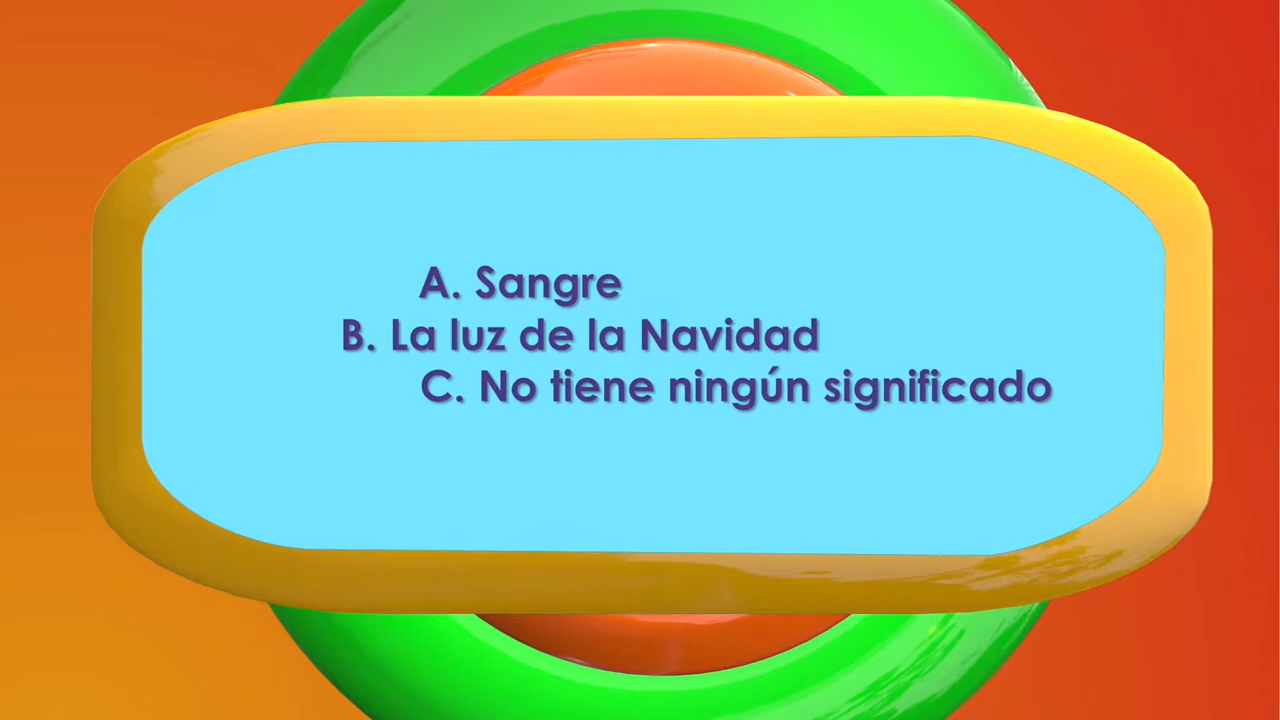 A. Sangre
B. La luz de la Navidad
C. No tiene ningún significado